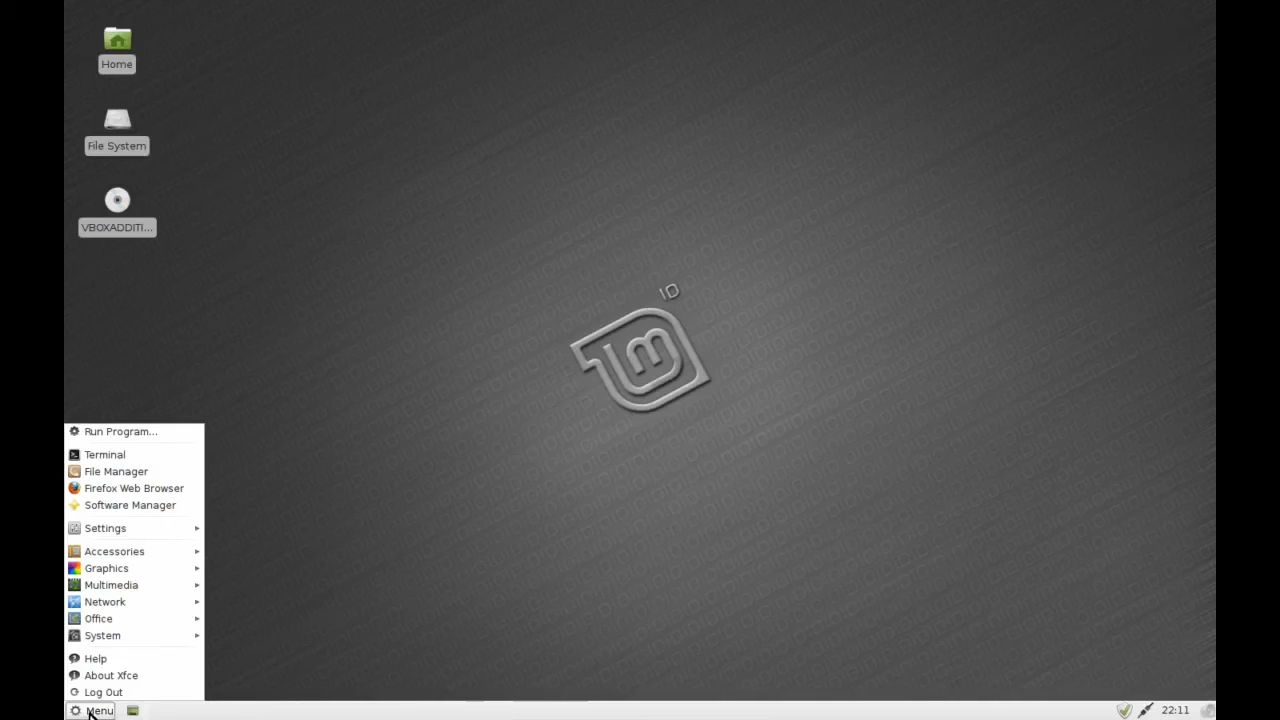 Home
File System
VBOXADDITI...
ID
Run Program...
Terminal
File Manager
Firefox Web Browser
Software Manager
Settings
Accessories
Graphics
Multimedia
Network
Office
System
Help
About Xfce
Log Out
Menu
22:11